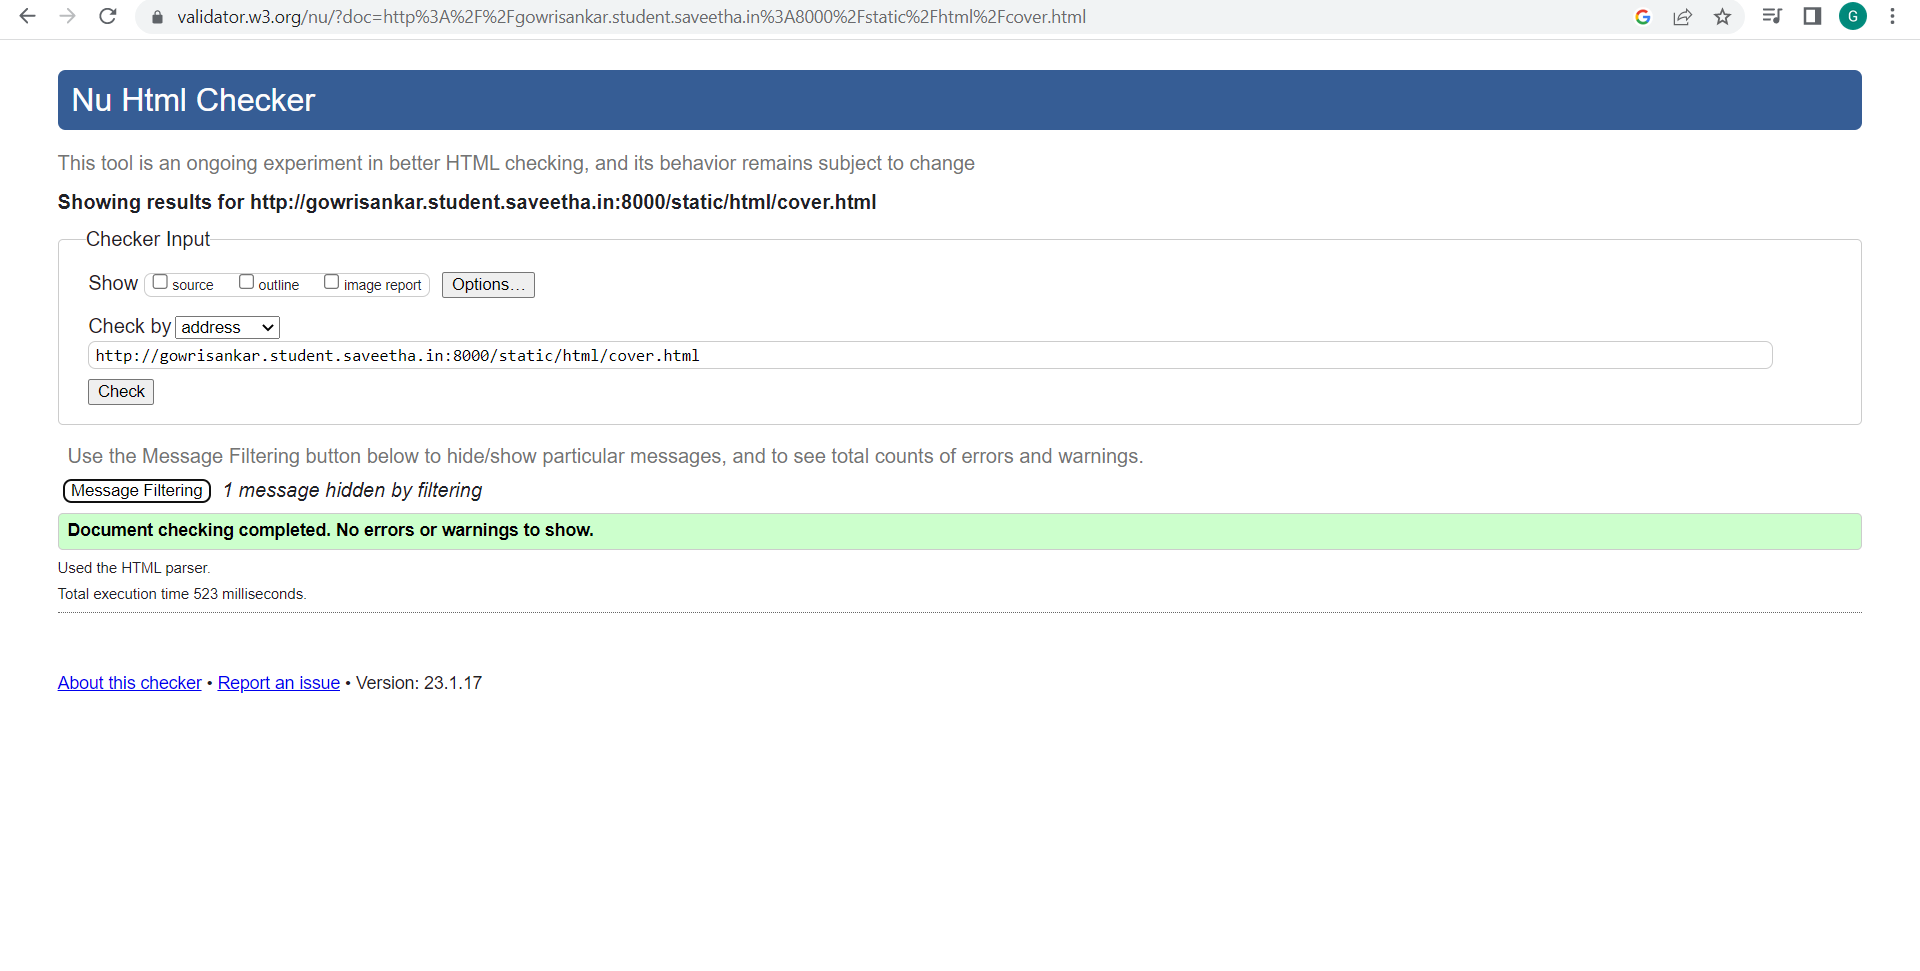 validator.w3.org/nu/?doc=http%3A%2F%2Fgowrisankar.student.saveetha.in%3A8000%2Fstatic%2Fhtml%2Fcover.html
G
Nu Html Checker
This tool is an ongoing experiment in better HTML checking, and its behavior remains subject to change
Showing results for http://gowrisankar.student.saveetha.in:8000/static/html/cover.html
Checker Input
Show source outline image report Options...
Check by address
http://gowrisankar.student.saveetha.in:8000/static/html/cover.html
Check
Use the Message Filtering button below to hide/show particular messages, and to see total counts of errors and warnings.
Message Filtering 1 message hidden by filtering
Document checking completed. No errors or warnings to show.
Used the HTML parser.
Total execution time 523 milliseconds.
About this checker • Report an issue • Version: 23.1.17